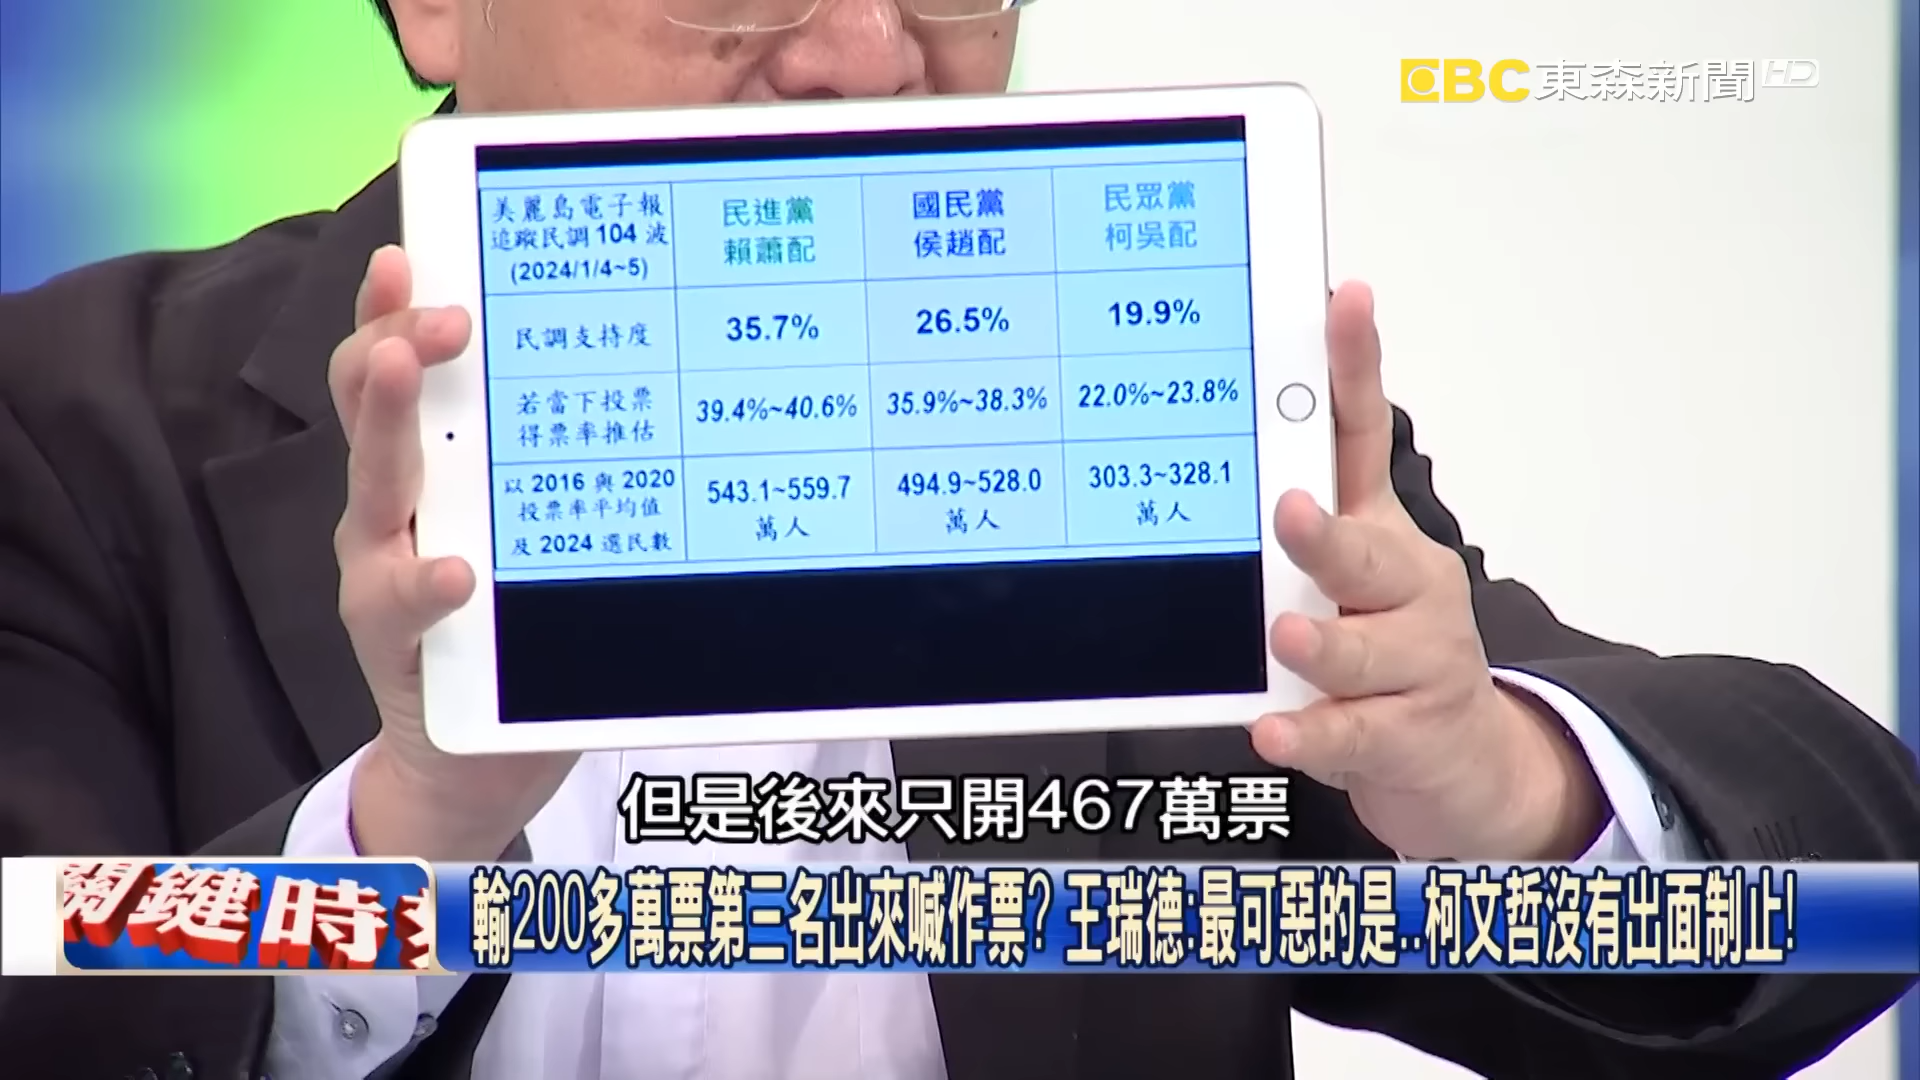 EBC東森新聞HD
美麗島電子報
追蹤民調104波
(2024/1/4~5)
民進黨
賴蕭配
國民黨
侯趙配
民眾黨
柯吳配
民調支持度
35.7%
26.5%
19.9%
若當下投票
得票率推估
39.4%~40.6%
35.9%~38.3%
22.0%~23.8%
以2016與2020
投票率平均值
及2024選民數
543.1~559.7
萬人
494.9~528.0
萬人
303.3~328.1
萬人
但是後來只開467萬票
關鍵時
輸200多萬票第三名出來喊作票?王瑞德:最可惡的是..柯文哲沒有出面制止!